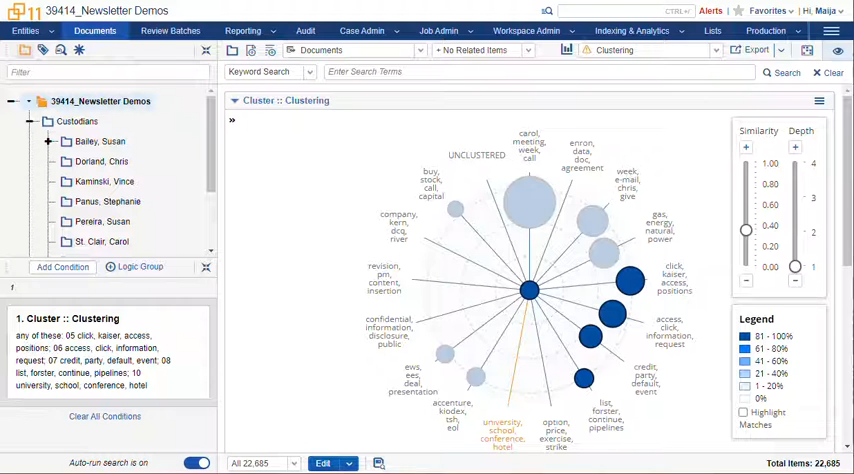 11
39414_Newsletter Demos
CTRL+/
Alerts
Favorites
Hi, Maija
Entities
Documents
Review Batches
Reporting
Audit
Case Admin
Job Admin
Workspace Admin
Indexing & Analytics
Lists
Production
Documents
+ No Related Items
Clustering
Export
Filter
Keyword Search
Enter Search Terms
Search
Clear
39414_Newsletter Demos
Custodians
Bailey, Susan
Dorland, Chris
Kaminski, Vince
Panus, Stephanie
Pereira, Susan
St. Clair, Carol
Add Condition
Logic Group
1. Cluster :: Clustering
any of these: 05 click, kaiser, access,
positions; 06 access, click, information,
request; 07 credit, party, default, event; 08
list, forster, continue, pipelines; 10
university, school, conference, hotel
Clear All Conditions
Auto-run search is on
Cluster :: Clustering
»
UNCLUSTERED
carol,
meeting,
week,
call
enron,
data,
doc,
agreement
week,
e-mail,
chris,
give
gas,
energy,
natural,
power
click,
kaiser,
access,
positions
access,
click,
information,
request
credit,
party,
default,
event
list,
forster,
continue,
pipelines
option,
price,
exercise,
strike
university,
school,
conference,
hotel
accenture,
kiodex,
tsh,
eol
ews,
ees,
deal,
presentation
confidential,
information,
disclosure,
public
revision,
pm,
content,
insertion
company,
kern,
dcq,
river
buy,
stock,
call,
capital
Similarity
Depth
1.00
0.80
0.60
0.40
0.20
0.00
4
3
2
1
Legend
81 - 100%
61 - 80%
41 - 60%
21 - 40%
1 - 20%
0%
Highlight
Matches
All 22,685
Edit
Total Items: 22,685